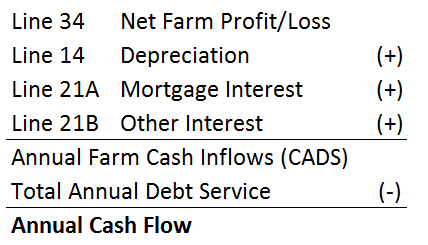 Line 34 Net Farm Profit/Loss
Line 14 Depreciation (+)
Line 21A Mortgage Interest (+)
Line 21B Other Interest (+)
Annual Farm Cash Inflows (CADS)
Total Annual Debt Service (-)
Annual Cash Flow